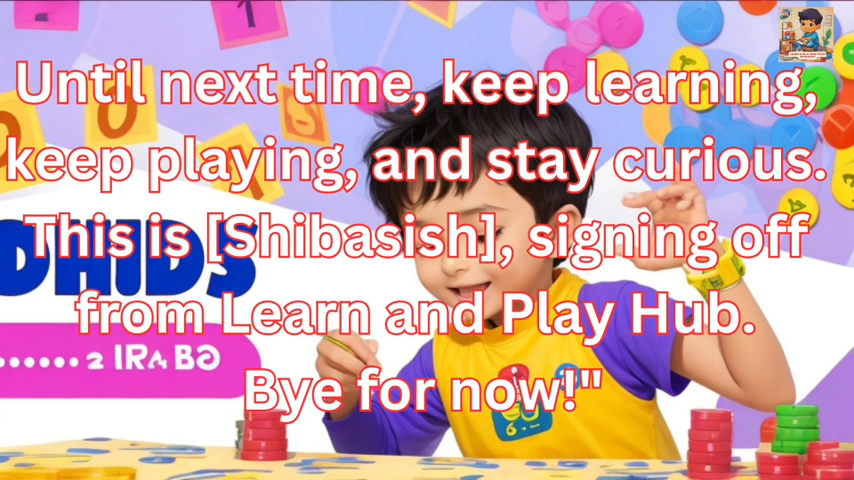 Until next time, keep learning,
keep playing, and stay curious.
This is [Shibasish], signing off
from Learn and Play Hub.
Bye for now!"